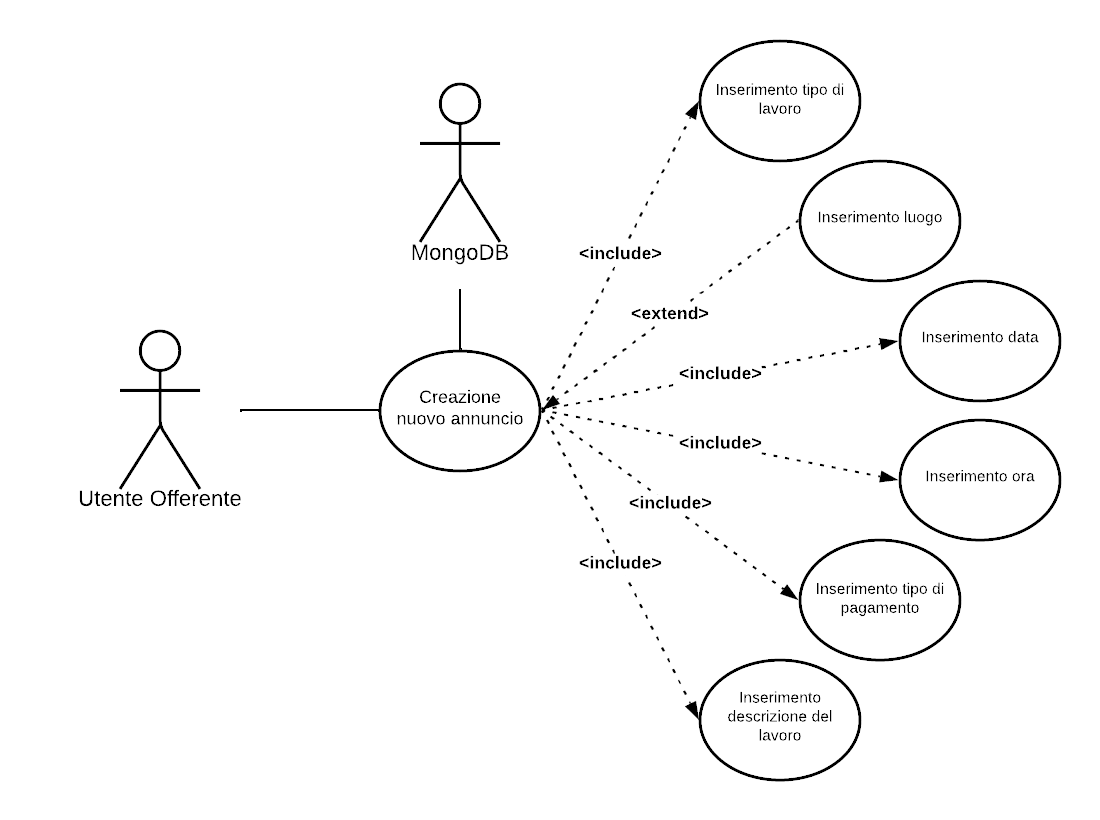 Inserimento tipo di
lavoro
Inserimento luogo
MongoDB
<include>
<extend>
Inserimento data
<include>
Creazione
nuovo annuncio
<include>
Inserimento ora
Utente Offerente
<include>
<include>
Inserimento tipo di
pagamento
Inserimento
descrizione del
lavoro